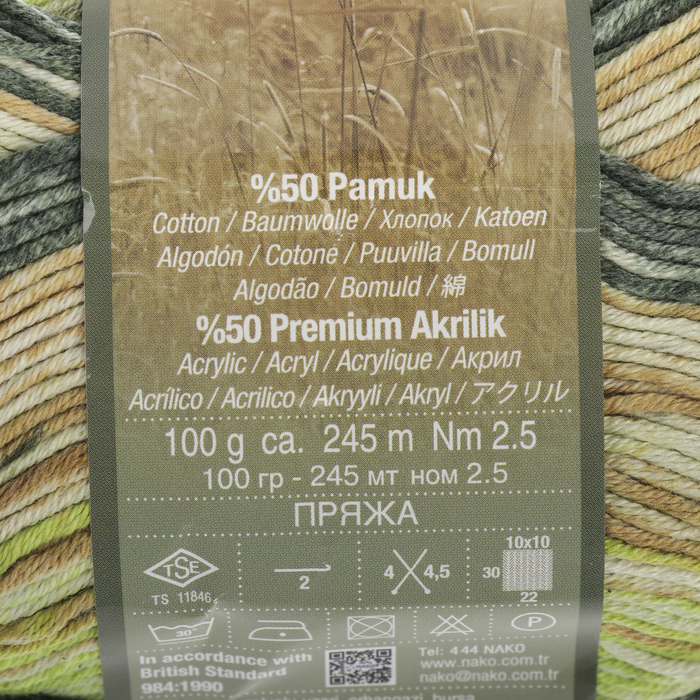 %50 Pamuk
Cotton / Baumwolle / Хлопок / Katoen
Algodón / Cotone / Puuvilla / Bomull
Algodão / Bomuld / 綿
%50 Premium Akrilik
Acrylic / Acryl / Acrylique / Акрил
Acrílico / Acrilico / Akryyli / Akryl / アクリル
100 g ca. 245 m Nm 2.5
100 гр - 245 мт ном 2.5
ПРЯЖА
TSE
TS 11846
2
4 4,5
10x10
30
22
30°
P
In accordance with
British Standard
984:1990
Tel: 444 NAKO
www.nako.com.tr
nako@nako.com.tr